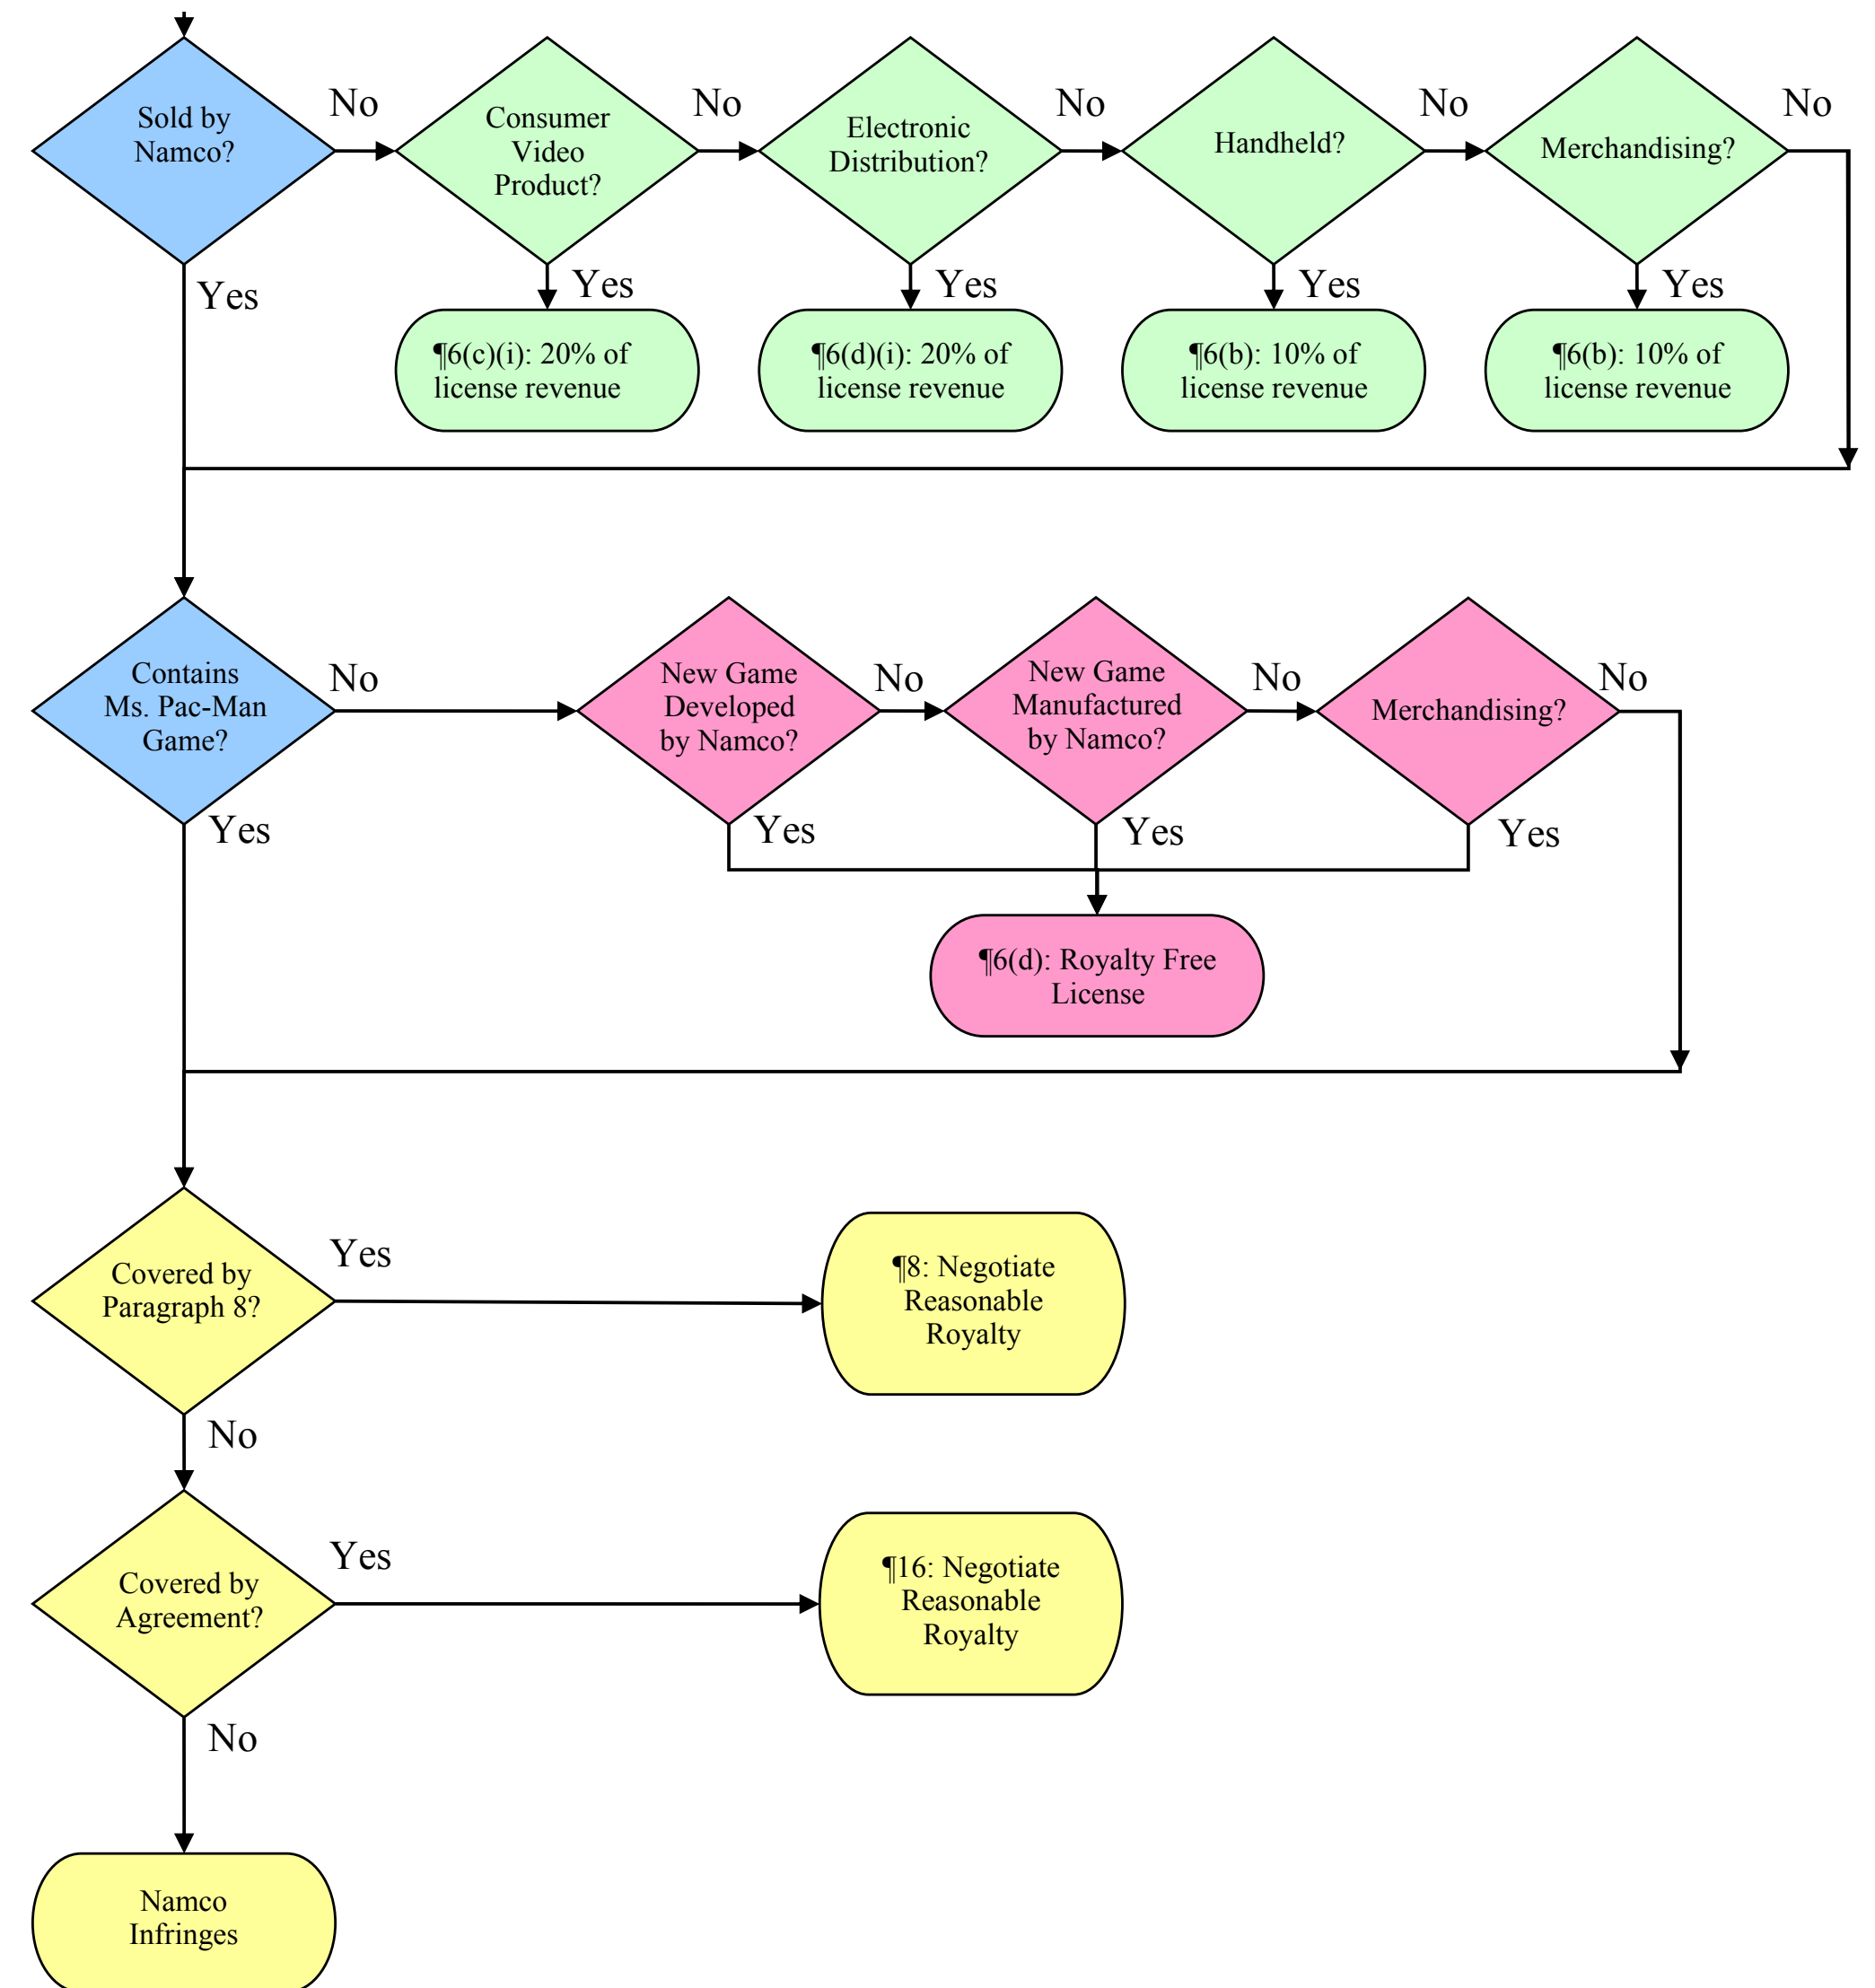 Sold by
Namco?
No
Consumer
Video
Product?
No
Electronic
Distribution?
No
Handheld?
No
Merchandising?
No
Yes
Yes
¶6(c)(i): 20% of
license revenue
Yes
¶6(d)(i): 20% of
license revenue
Yes
¶6(b): 10% of
license revenue
Yes
¶6(b): 10% of
license revenue
Contains
Ms. Pac-Man
Game?
No
New Game
Developed
by Namco?
No
New Game
Manufactured
by Namco?
No
Merchandising?
No
Yes
Yes
Yes
Yes
¶6(d): Royalty Free
License
Covered by
Paragraph 8?
Yes
¶8: Negotiate
Reasonable
Royalty
No
Covered by
Agreement?
Yes
¶16: Negotiate
Reasonable
Royalty
No
Namco
Infringes